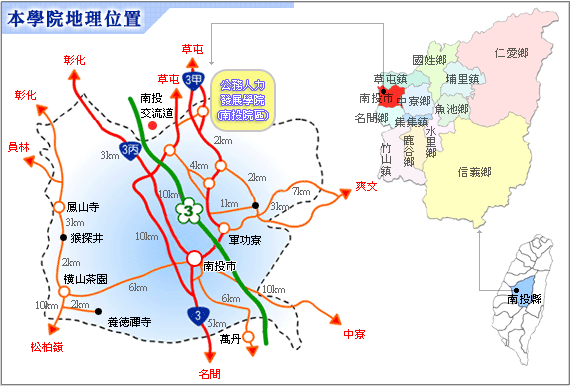 本學院地理位置
草屯
彰化
草屯
3甲
公務人力
發展學院
(南投院區)
彰化
南投
交流道
員林
3km
3丙
2km
4km
2km
10km
爽文
鳳山寺
1km
3km
7km
3km
3
猴探井
10km
軍功寮
橫山茶園
6km
南投市
2km
10km
2km
6km
10km
養德禪寺
3
5km
萬丹
中寮
松柏嶺
名間
仁愛鄉
國姓鄉
草屯鎮
埔里鎮
南投市
中寮鄉
魚池鄉
名間鄉
集集鎮
水里鄉
鹿谷鄉
竹山鎮
信義鄉
南投縣